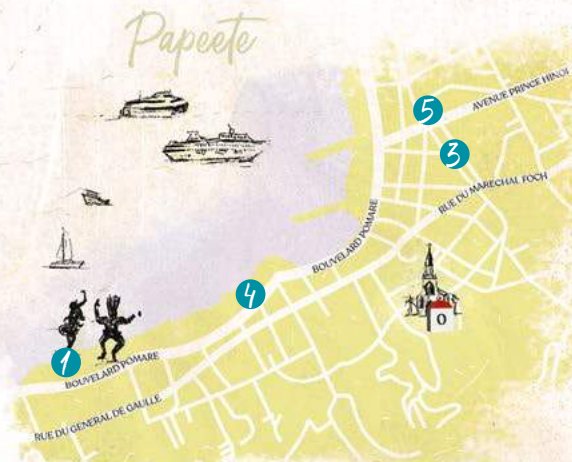 Papeete
AVENUE PRINCE HINOI
5
3
RUE DU MARECHAL FOCH
BOUVELARD POMARE
4
0
1
BOUVELARD POMARE
RUE DU GENERAL DE GAULLE